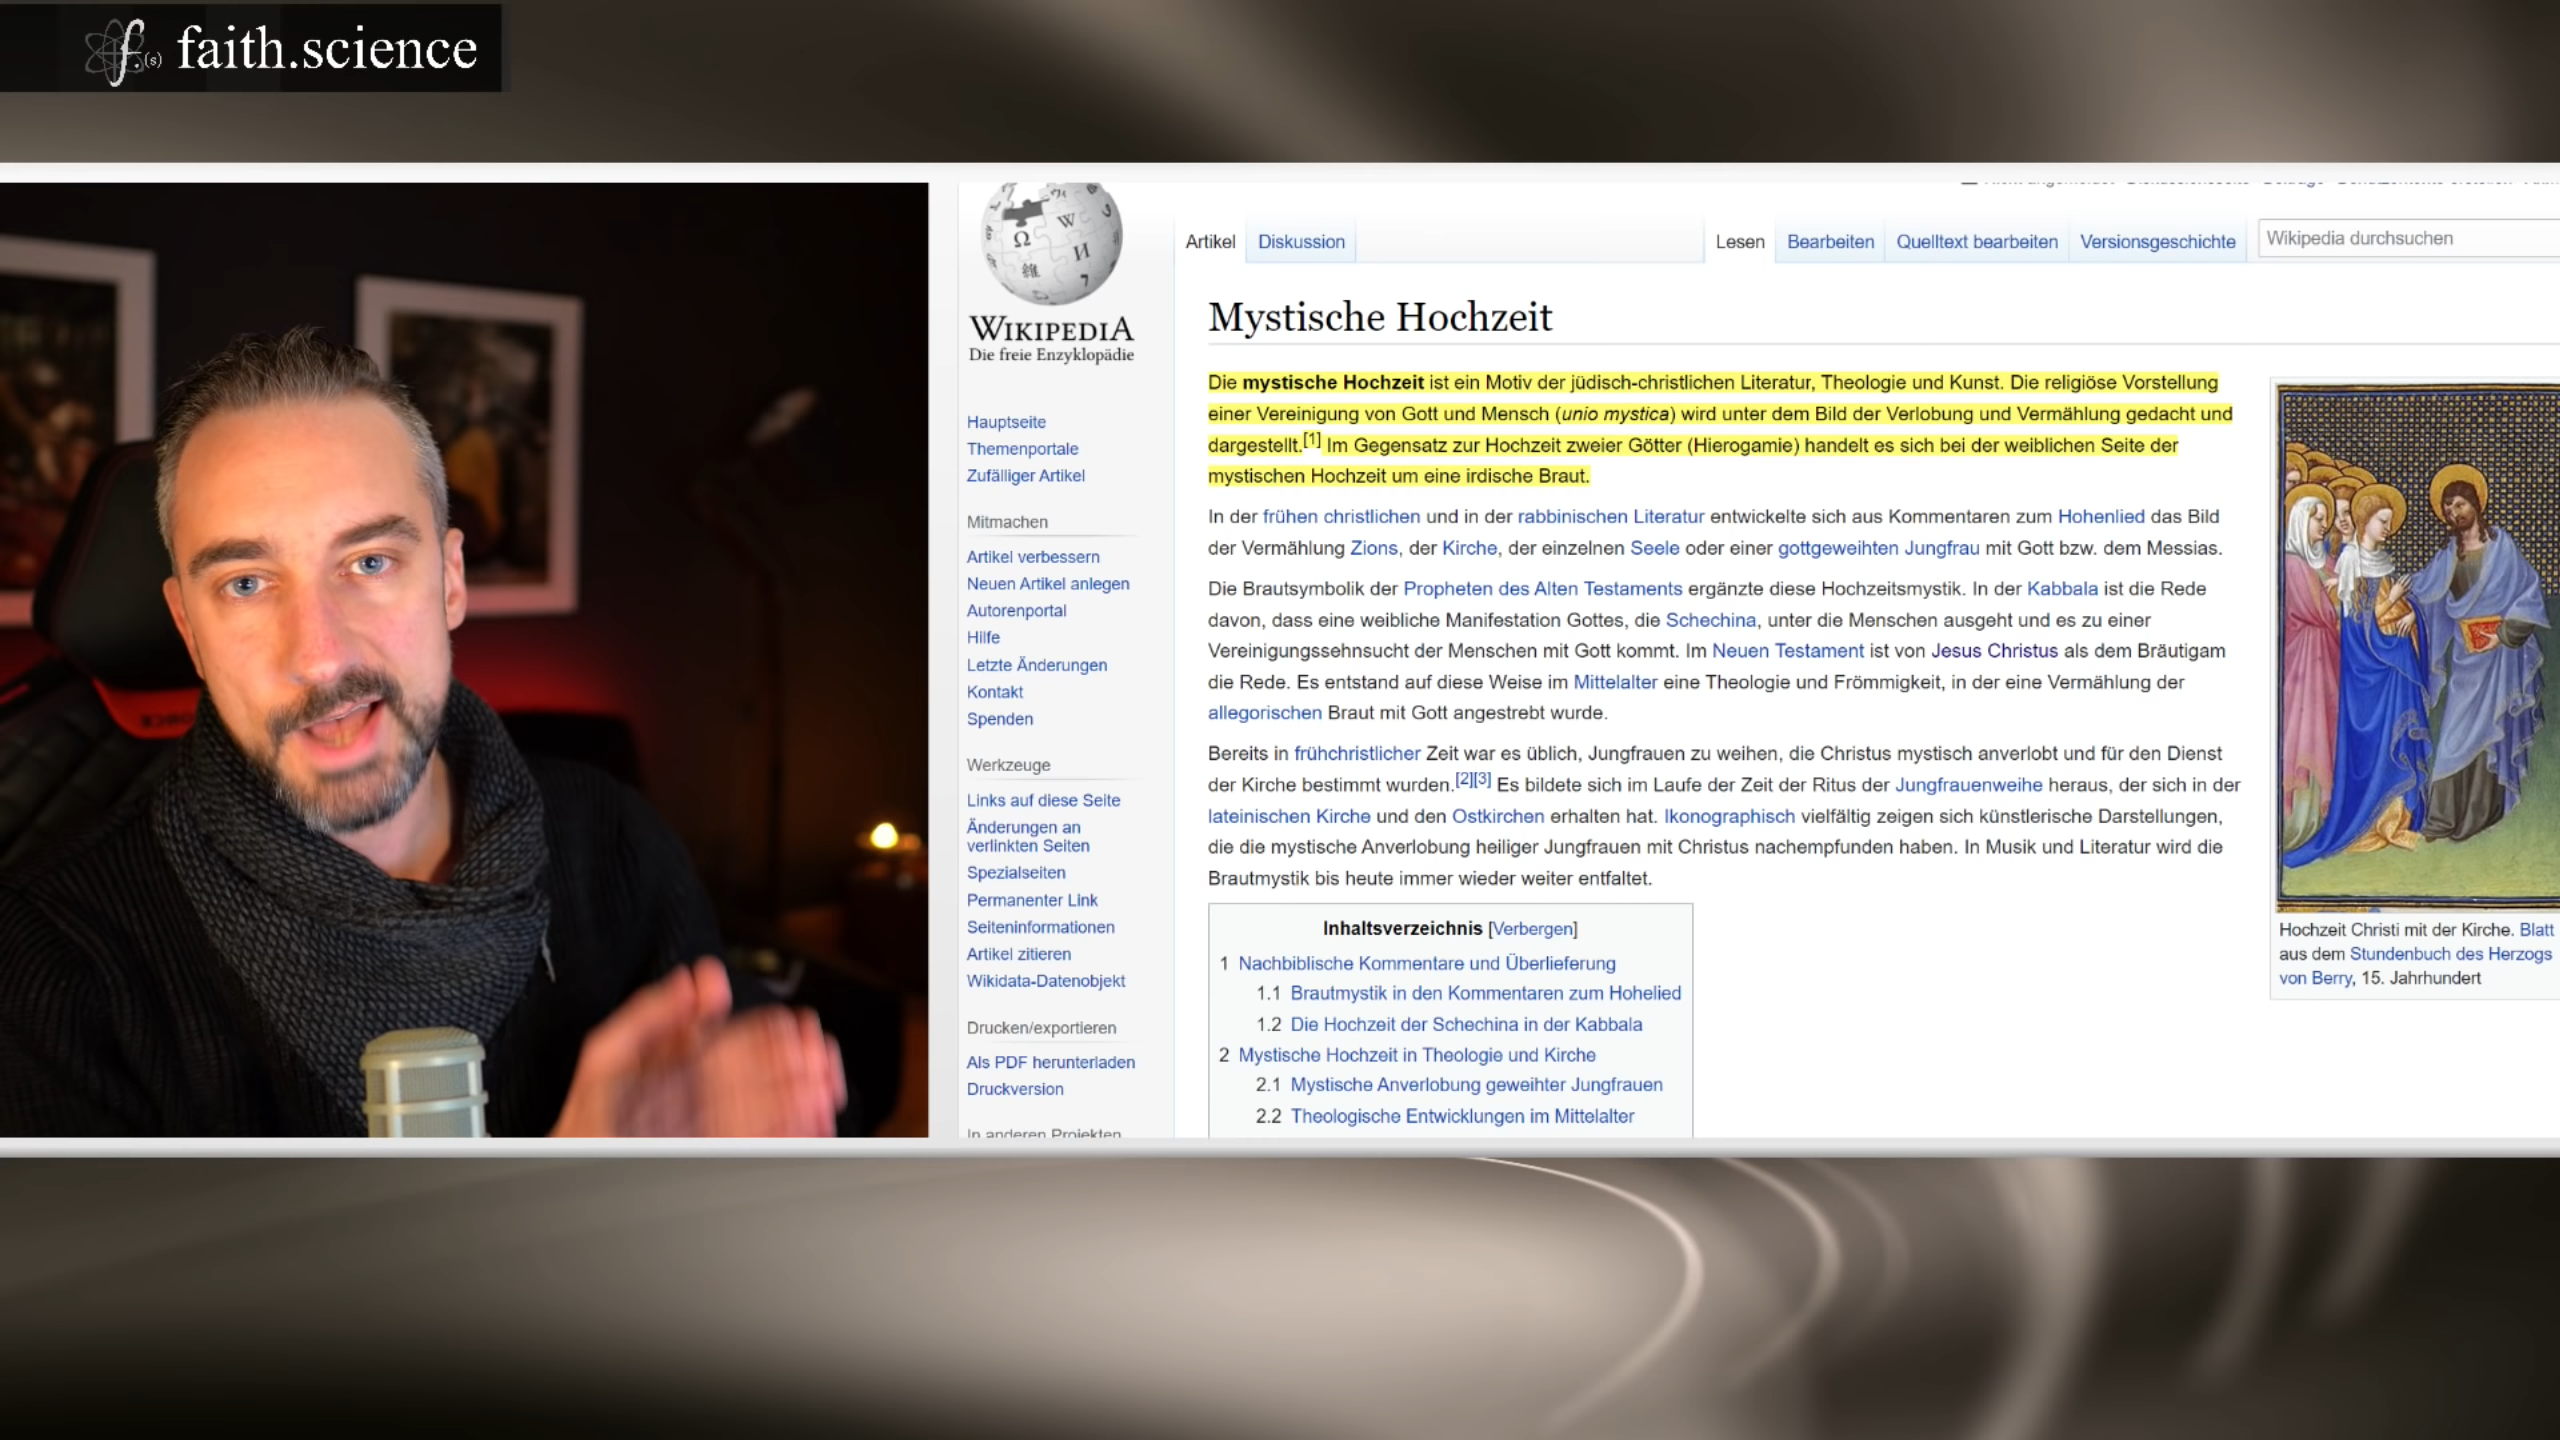 f.(s) faith.science
WIKIPEDIA
Die freie Enzyklopädie
Hauptseite
Themenportale
Zufälliger Artikel
Mitmachen
Artikel verbessern
Neuen Artikel anlegen
Autorenportal
Hilfe
Letzte Änderungen
Kontakt
Spenden
Werkzeuge
Links auf diese Seite
Änderungen an
verlinkten Seiten
Spezialseiten
Permanenter Link
Seiteninformationen
Artikel zitieren
Wikidata-Datenobjekt
Drucken/exportieren
Als PDF herunterladen
Druckversion
In anderen Projekten
Artikel Diskussion Lesen Bearbeiten Quelltext bearbeiten Versionsgeschichte Wikipedia durchsuchen
Mystische Hochzeit
Die mystische Hochzeit ist ein Motiv der jüdisch-christlichen Literatur, Theologie und Kunst. Die religiöse Vorstellung
einer Vereinigung von Gott und Mensch (unio mystica) wird unter dem Bild der Verlobung und Vermählung gedacht und
dargestellt.[1] Im Gegensatz zur Hochzeit zweier Götter (Hierogamie) handelt es sich bei der weiblichen Seite der
mystischen Hochzeit um eine irdische Braut.
In der frühen christlichen und in der rabbinischen Literatur entwickelte sich aus Kommentaren zum Hohenlied das Bild
der Vermählung Zions, der Kirche, der einzelnen Seele oder einer gottgeweihten Jungfrau mit Gott bzw. dem Messias.
Die Brautsymbolik der Propheten des Alten Testaments ergänzte diese Hochzeitsmystik. In der Kabbala ist die Rede
davon, dass eine weibliche Manifestation Gottes, die Schechina, unter die Menschen ausgeht und es zu einer
Vereinigungssehnsucht der Menschen mit Gott kommt. Im Neuen Testament ist von Jesus Christus als dem Bräutigam
die Rede. Es entstand auf diese Weise im Mittelalter eine Theologie und Frömmigkeit, in der eine Vermählung der
allegorischen Braut mit Gott angestrebt wurde.
Bereits in frühchristlicher Zeit war es üblich, Jungfrauen zu weihen, die Christus mystisch anverlobt und für den Dienst
der Kirche bestimmt wurden.[2][3] Es bildete sich im Laufe der Zeit der Ritus der Jungfrauenweihe heraus, der sich in der
lateinischen Kirche und den Ostkirchen erhalten hat. Ikonographisch vielfältig zeigen sich künstlerische Darstellungen,
die die mystische Anverlobung heiliger Jungfrauen mit Christus nachempfunden haben. In Musik und Literatur wird die
Brautmystik bis heute immer wieder weiter entfaltet.
Inhaltsverzeichnis [Verbergen]
1 Nachbiblische Kommentare und Überlieferung
1.1 Brautmystik in den Kommentaren zum Hohelied
1.2 Die Hochzeit der Schechina in der Kabbala
2 Mystische Hochzeit in Theologie und Kirche
2.1 Mystische Anverlobung geweihter Jungfrauen
2.2 Theologische Entwicklungen im Mittelalter
Hochzeit Christi mit der Kirche. Blatt
aus dem Stundenbuch des Herzogs
von Berry, 15. Jahrhundert